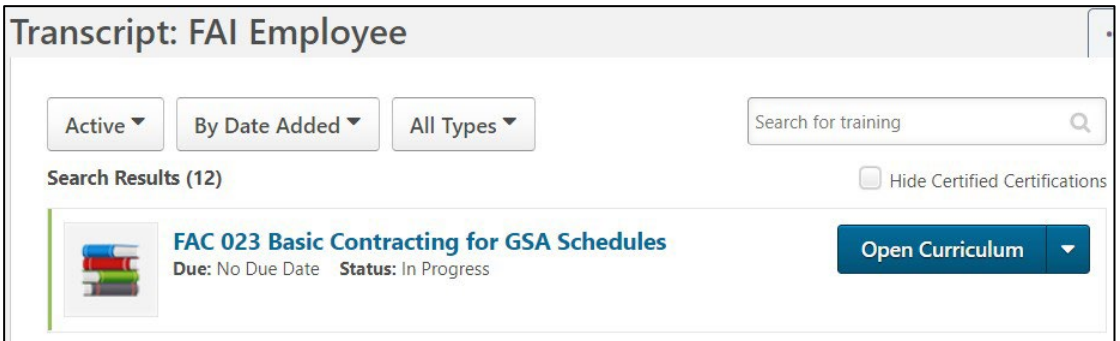 Transcript: FAI Employee
Active By Date Added All Types Search for training
Search Results (12) Hide Certified Certifications
FAC 023 Basic Contracting for GSA Schedules Open Curriculum
Due: No Due Date Status: In Progress